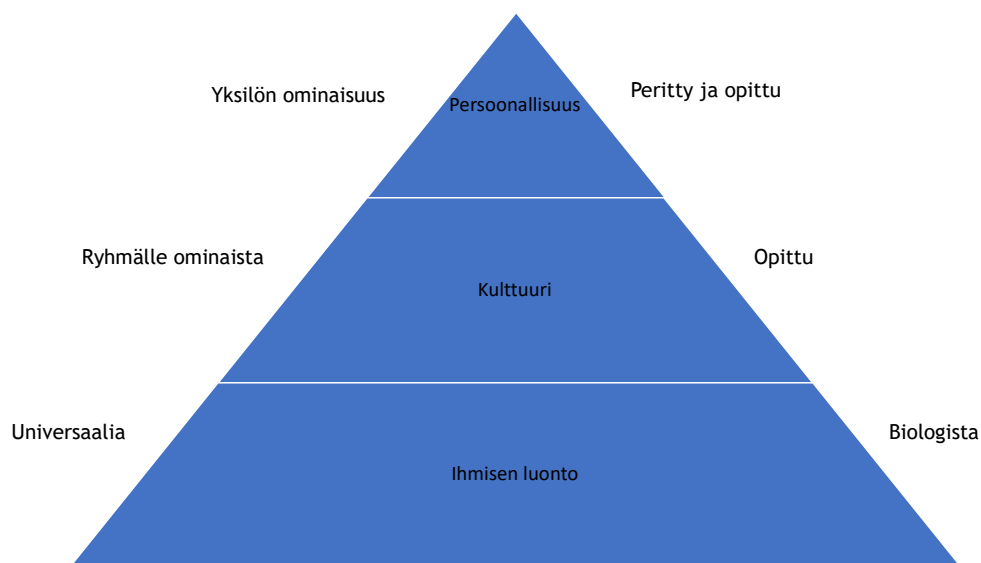 Yksilön ominaisuus
Persoonallisuus
Peritty ja opittu
Ryhmälle ominaista
Kulttuuri
Opittu
Universaalia
Ihmisen luonto
Biologista